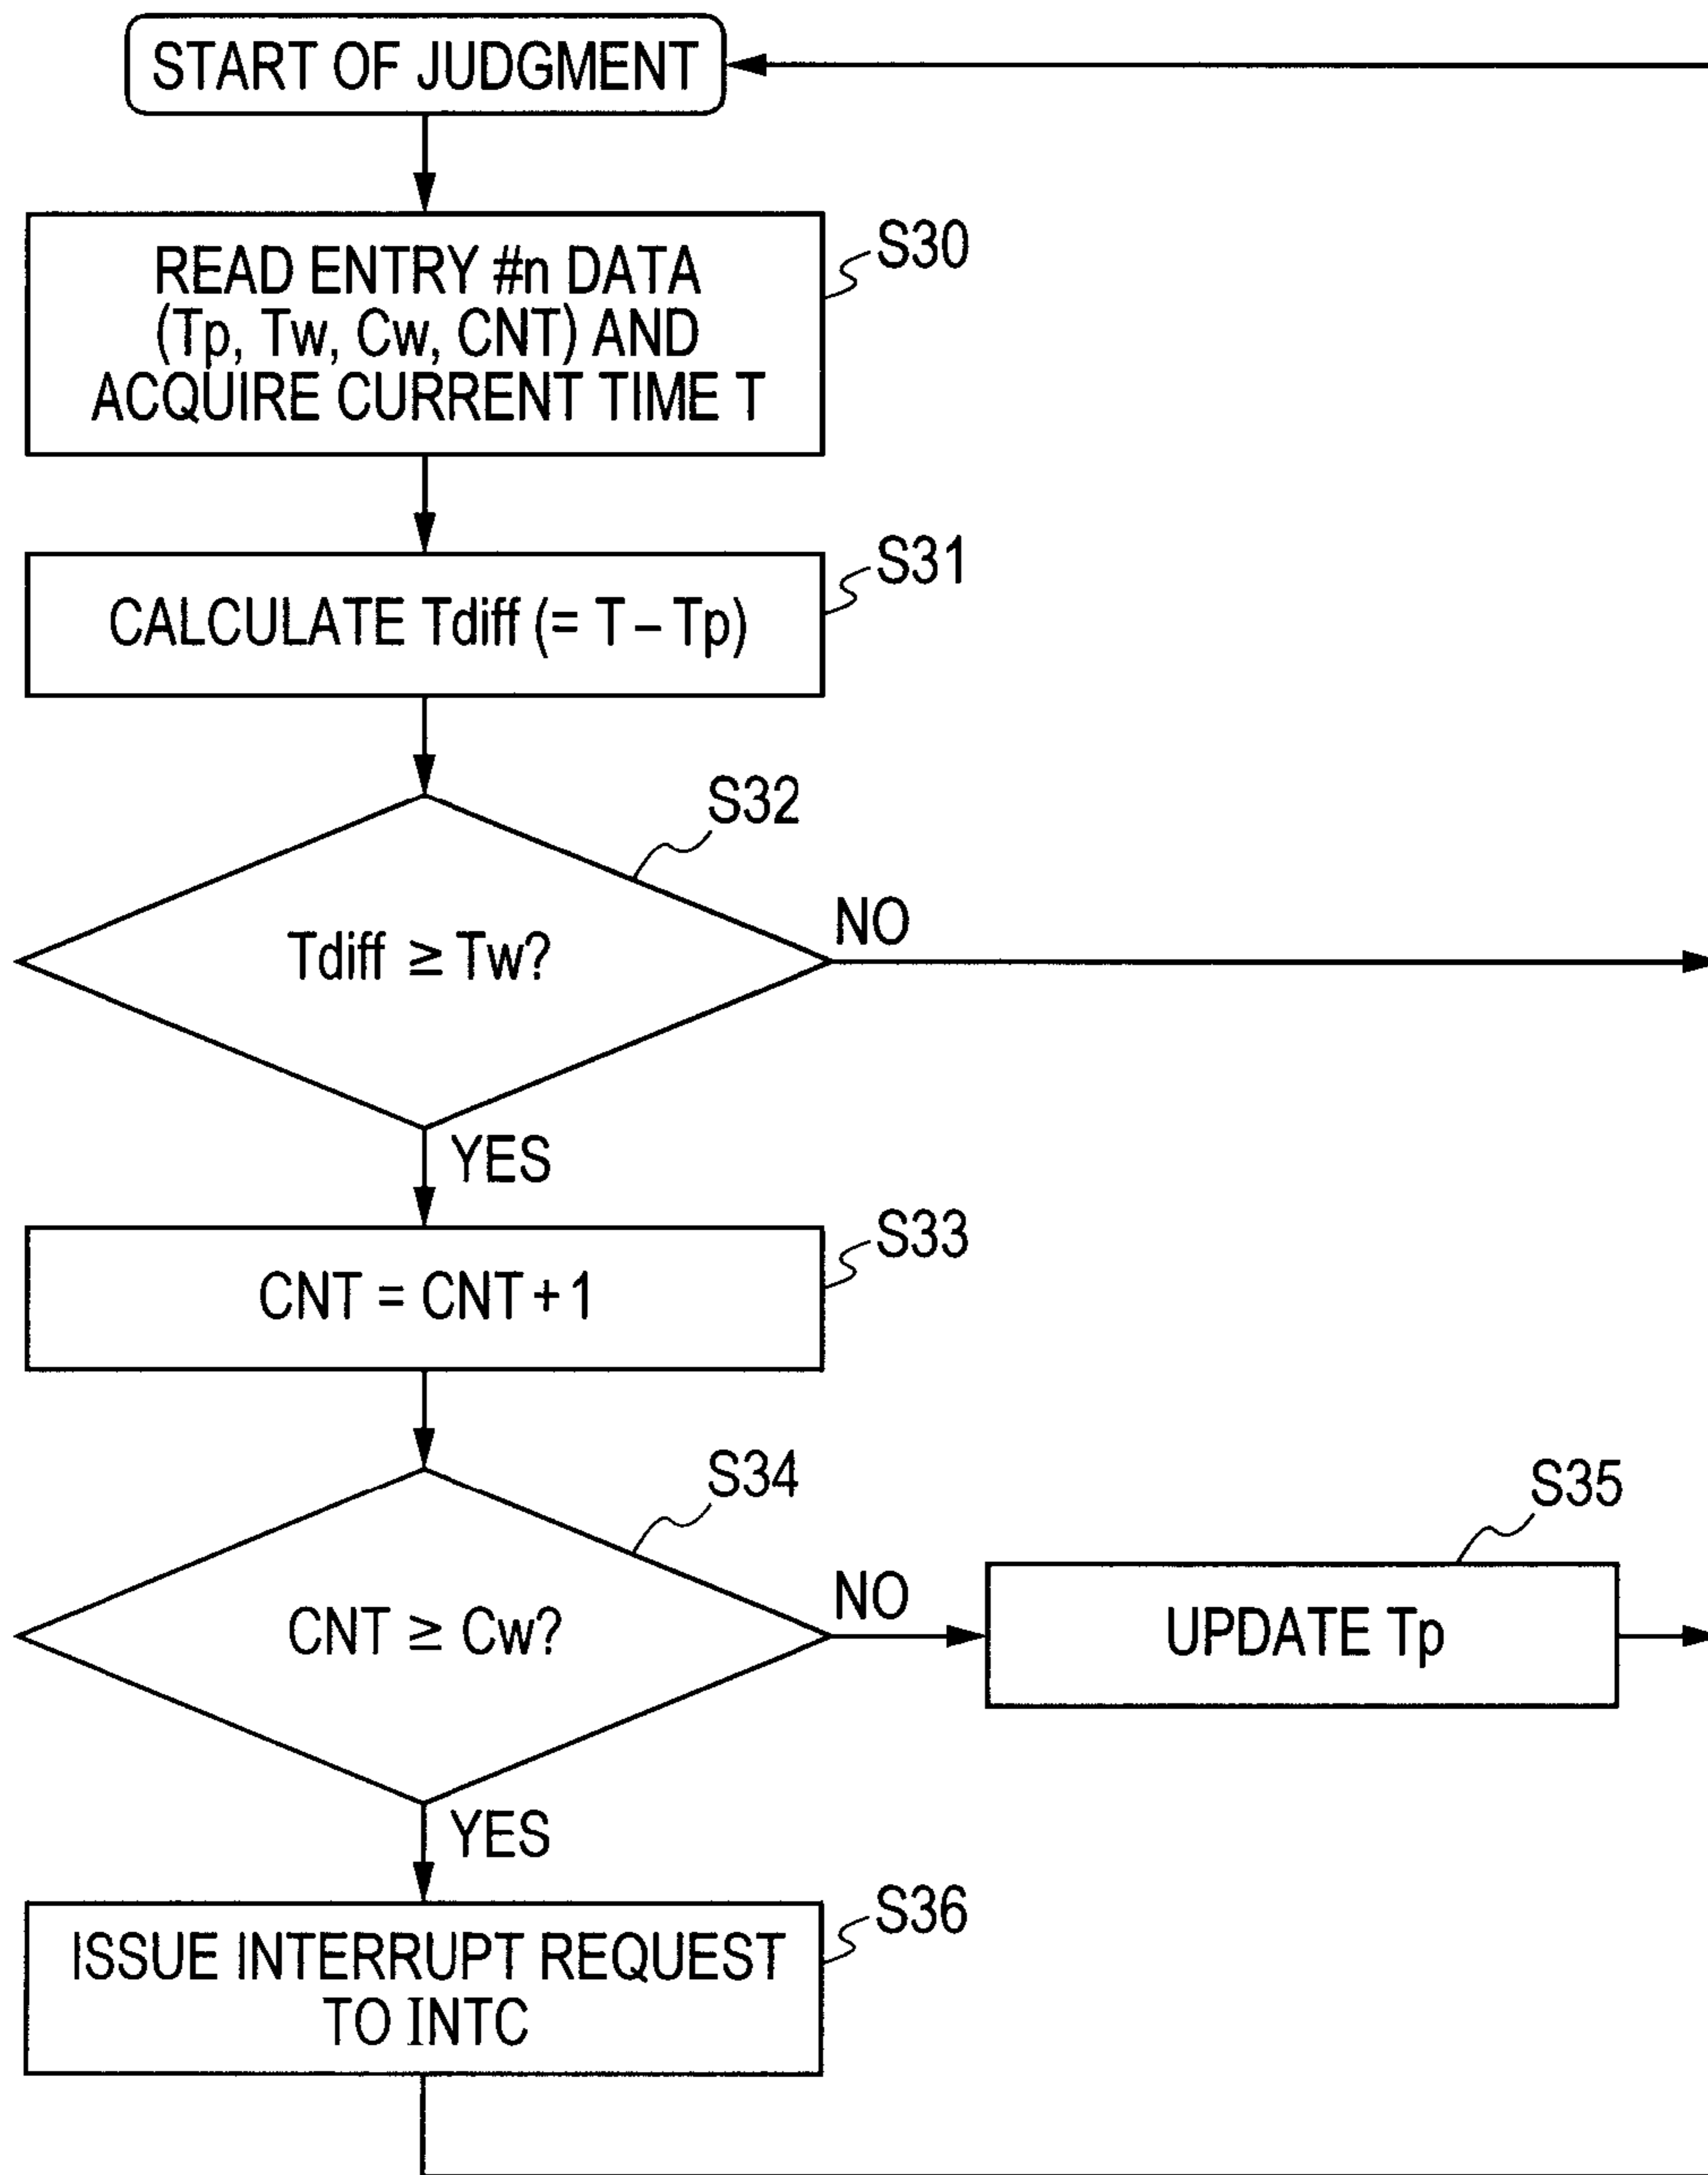 START OF JUDGMENT
S30
READ ENTRY #n DATA
(Tp, Tw, Cw, CNT) AND
ACQUIRE CURRENT TIME T
S31
CALCULATE Tdiff (= T – Tp)
S32
Tdiff ≥ Tw?
NO
YES
S33
CNT = CNT + 1
S34
CNT ≥ Cw?
NO
S35
UPDATE Tp
YES
S36
ISSUE INTERRUPT REQUEST
TO INTC